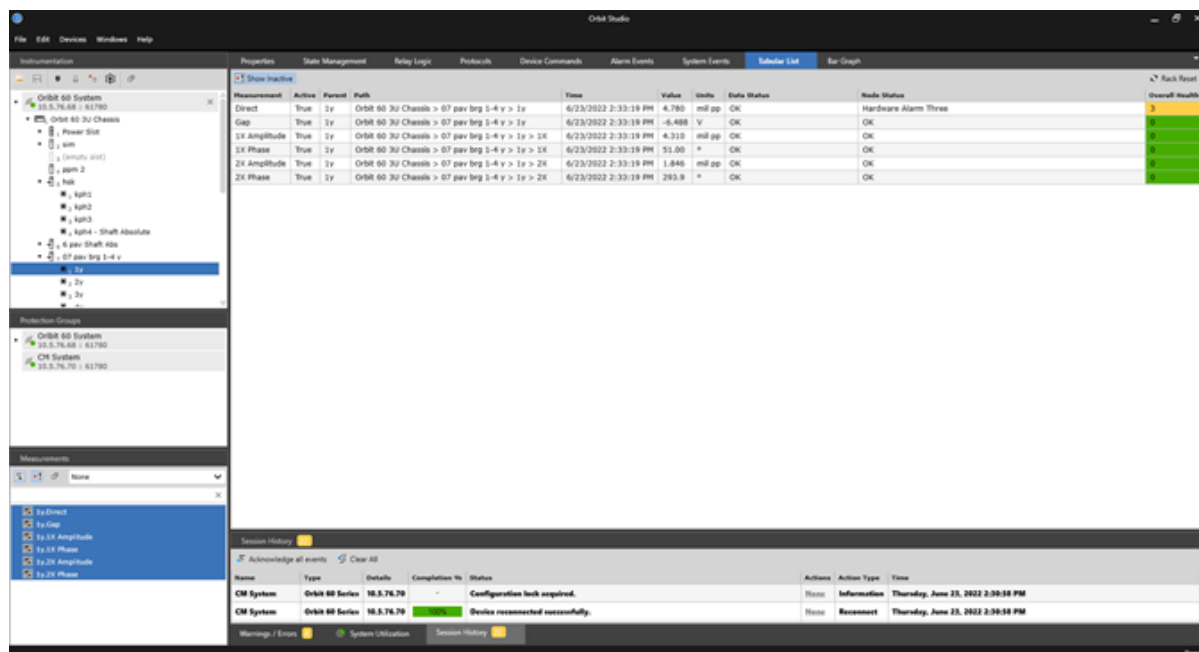 Orbit Studio
File Edit Devices Windows Help
Instrumentation
Properties State Management Relay Logic Protocols Device Commands Alarm Events System Events Tabular List Bar Graph
Show Inactive Rack Reset
Orbit 60 System
10.5.76.68 : 61780
Orbit 60 3U Chassis
Power Slot
sim
(empty slot)
ppm 2
kph1
kph2
kph3
kph4 - Shaft Absolute
6 pav Shaft Abs
07 pav brg 1-4 y
1y
2y
3y
Measurement Active Parent Path Time Value Units Data Status Node Status Overall Health
Direct True 1y Orbit 60 3U Chassis > 07 pav brg 1-4 y > 1y 6/23/2022 2:33:19 PM 4.780 mil pp OK Hardware Alarm Three 3
Gap True 1y Orbit 60 3U Chassis > 07 pav brg 1-4 y > 1y 6/23/2022 2:33:19 PM -6.488 V OK OK 0
1X Amplitude True 1y Orbit 60 3U Chassis > 07 pav brg 1-4 y > 1y > 1X 6/23/2022 2:33:19 PM 4.310 mil pp OK OK 0
1X Phase True 1y Orbit 60 3U Chassis > 07 pav brg 1-4 y > 1y > 1X 6/23/2022 2:33:19 PM 51.00 ° OK OK 0
2X Amplitude True 1y Orbit 60 3U Chassis > 07 pav brg 1-4 y > 1y > 2X 6/23/2022 2:33:19 PM 1.846 mil pp OK OK 0
2X Phase True 1y Orbit 60 3U Chassis > 07 pav brg 1-4 y > 1y > 2X 6/23/2022 2:33:19 PM 293.9 ° OK OK 0
Protection Groups
Oribit 60 System
10.5.76.68 : 61780
CM System
10.5.76.70 : 61780
Measurements
None
1y.Direct
1y.Gap
1y.1X Amplitude
1y.1X Phase
1y.2X Amplitude
1y.2X Phase
Session History
Acknowledge all events Clear All
Name Type Details Completion % Status Actions Action Type Time
CM System Orbit 60 Series 10.5.76.70 - Configuration lock acquired. None Information Thursday, June 23, 2022 2:30:58 PM
CM System Orbit 60 Series 10.5.76.70 100% Device reconnected successfully. None Reconnect Thursday, June 23, 2022 2:30:58 PM
Warnings / Errors System Utilization Session History